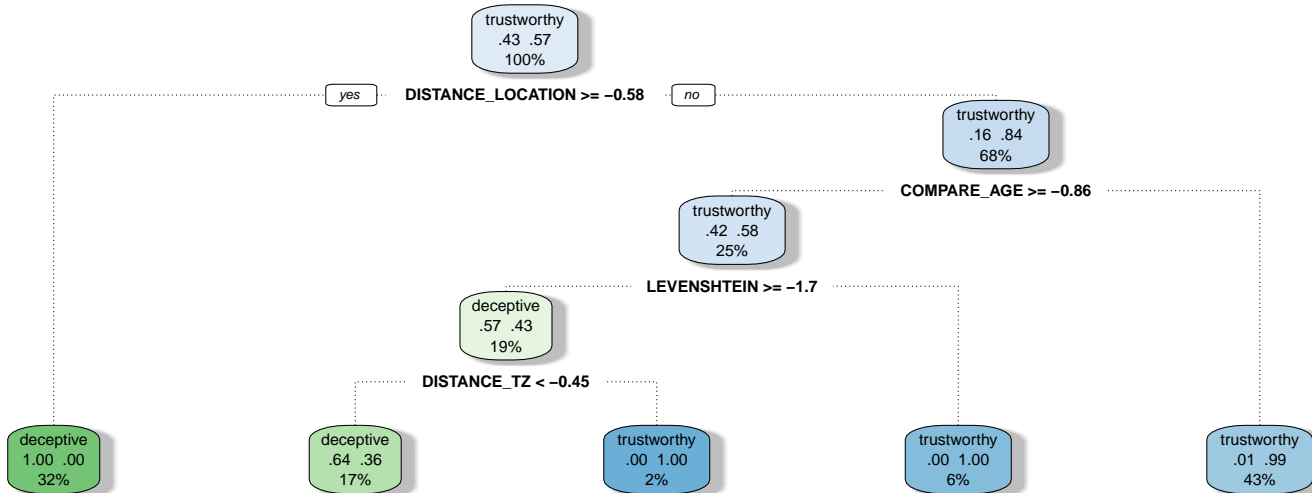 trustworthy
.43 .57
100%
yes
DISTANCE_LOCATION >= −0.58
no
trustworthy
.16 .84
68%
COMPARE_AGE >= −0.86
trustworthy
.42 .58
25%
LEVENSHTEIN >= −1.7
deceptive
.57 .43
19%
DISTANCE_TZ < −0.45
deceptive
1.00 .00
32%
deceptive
.64 .36
17%
trustworthy
.00 1.00
2%
trustworthy
.00 1.00
6%
trustworthy
.01 .99
43%